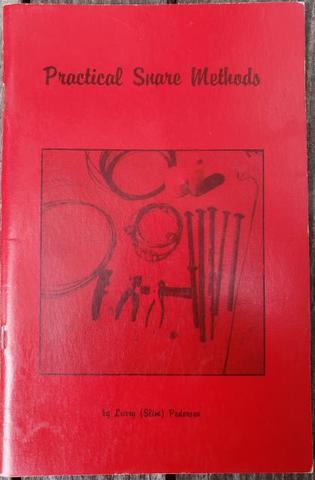 Practical Snare Methods
by Larry (Slim) Pedersen